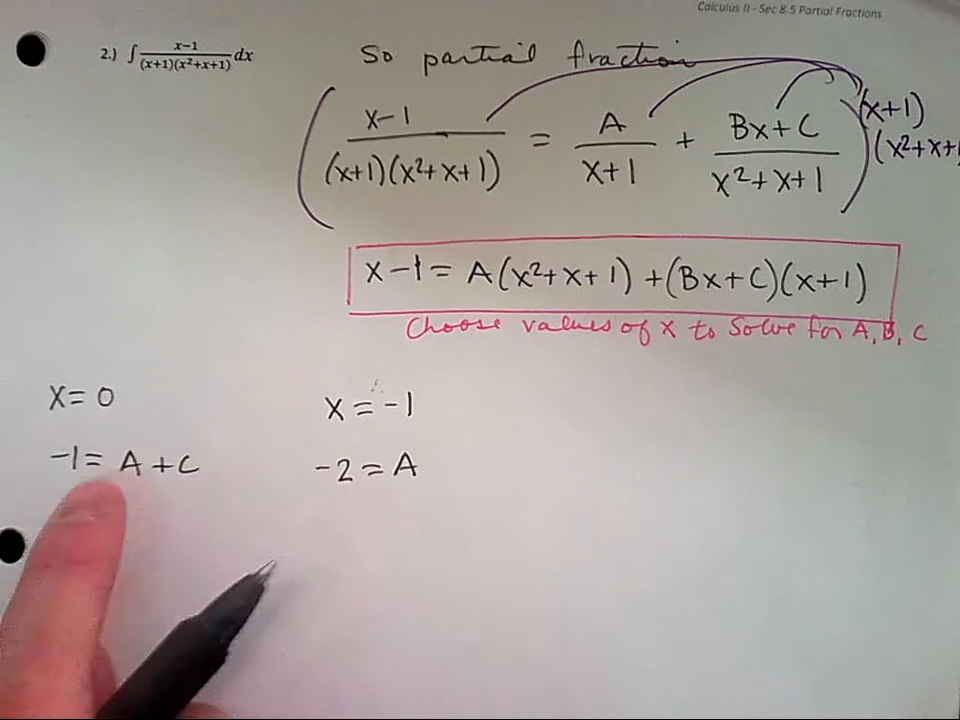 Calculus II - Sec 8.5 Partial Fractions
2.) ∫ x-1/(x+1)(x²+x+1) dx
So partial fraction
( x-1/(x+1)(x²+x+1) = A/x+1 + Bx+C/x²+x+1 ) (x+1)
(x²+x+1
x-1 = A(x²+x+1) + (Bx+C)(x+1)
Choose values of x to solve for A, B, C
x = 0
-1 = A + C
x = -1
-2 = A